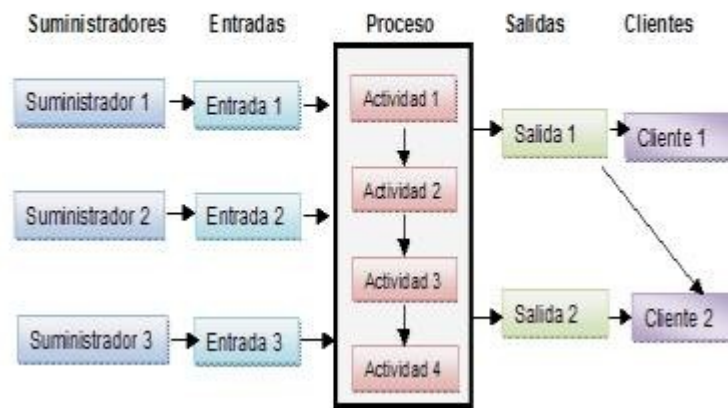 Suministradores Entradas Proceso Salidas Clientes
Suministrador 1 Entrada 1 Actividad 1
Salida 1 Cliente 1
Suministrador 2 Entrada 2 Actividad 2
Actividad 3
Salida 2 Cliente 2
Suministrador 3 Entrada 3
Actividad 4